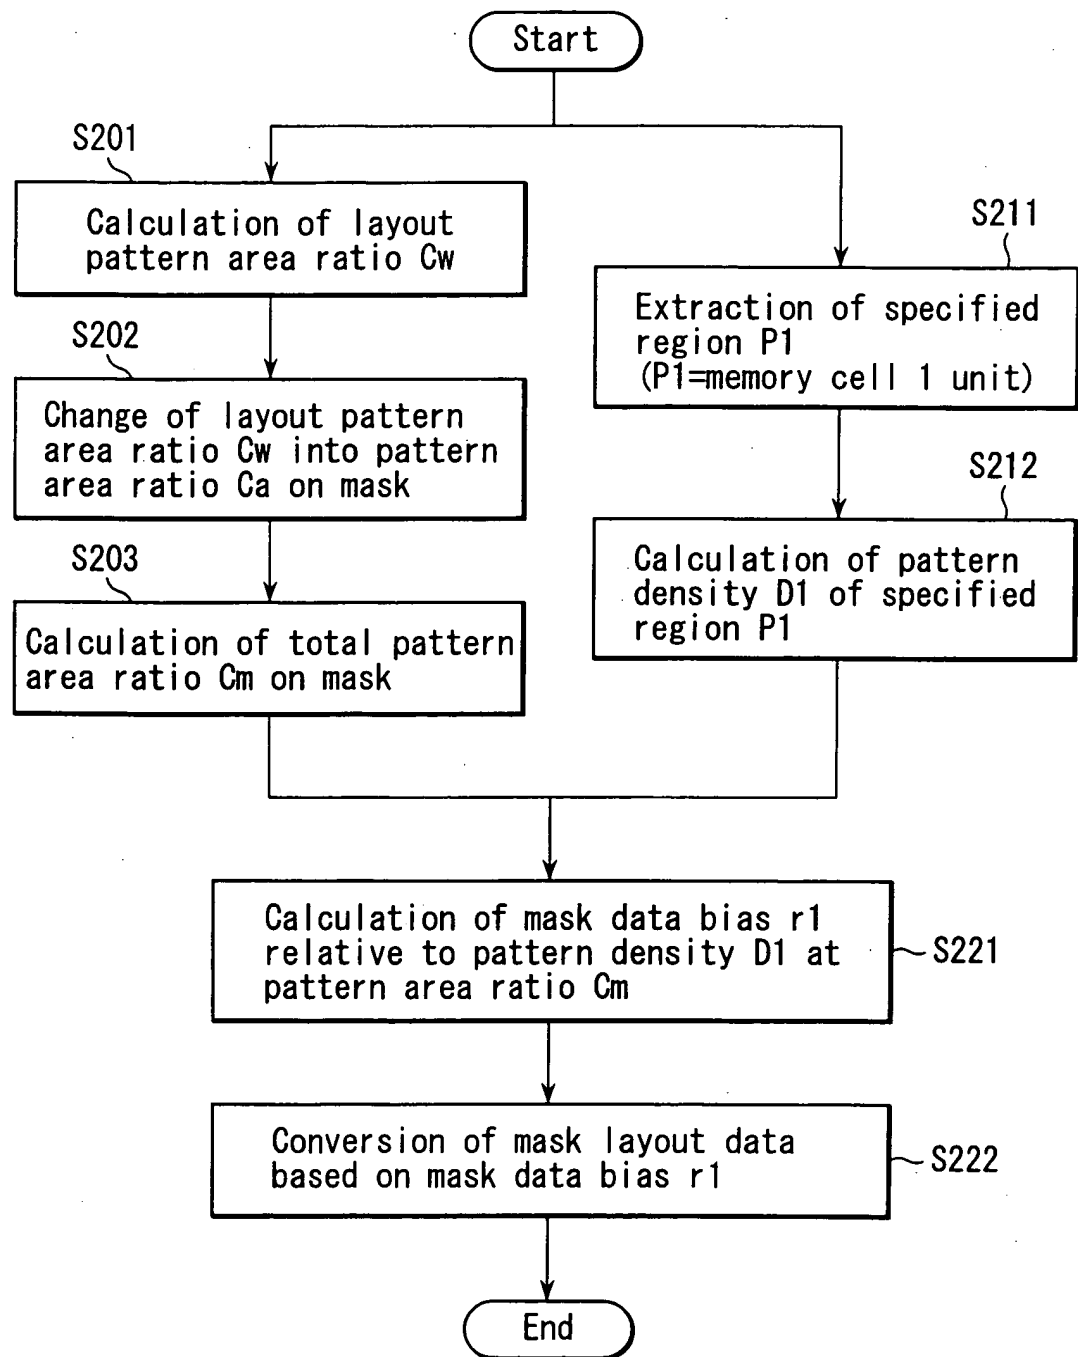 Start
S201
Calculation of layout
pattern area ratio Cw
S202
Change of layout pattern
area ratio Cw into pattern
area ratio Ca on mask
S203
Calculation of total pattern
area ratio Cm on mask
S211
Extraction of specified
region P1
(P1=memory cell 1 unit)
S212
Calculation of pattern
density D1 of specified
region P1
Calculation of mask data bias r1
relative to pattern density D1 at
pattern area ratio Cm
S221
Conversion of mask layout data
based on mask data bias r1
S222
End